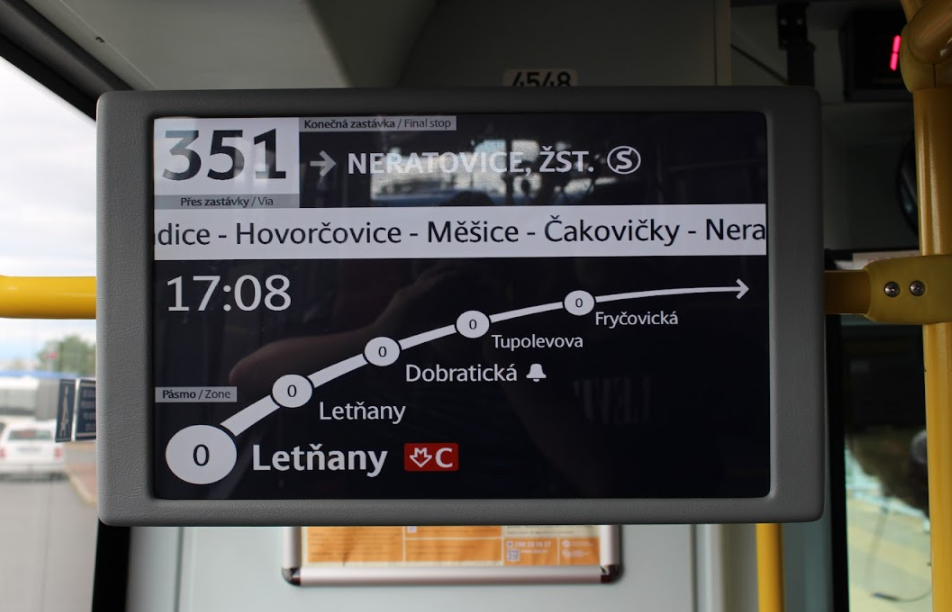 4548
351
Konečná zastávka / Final stop
→ NERATOVICE, ŽST. S
Přes zastávky / Via
dice - Hovorčovice - Měšice - Čakovičky - Nera
17:08
0 Fryčovická
0 Tupolevova
0 Dobratická
Pásmo / Zone
0 Letňany
0 Letňany C